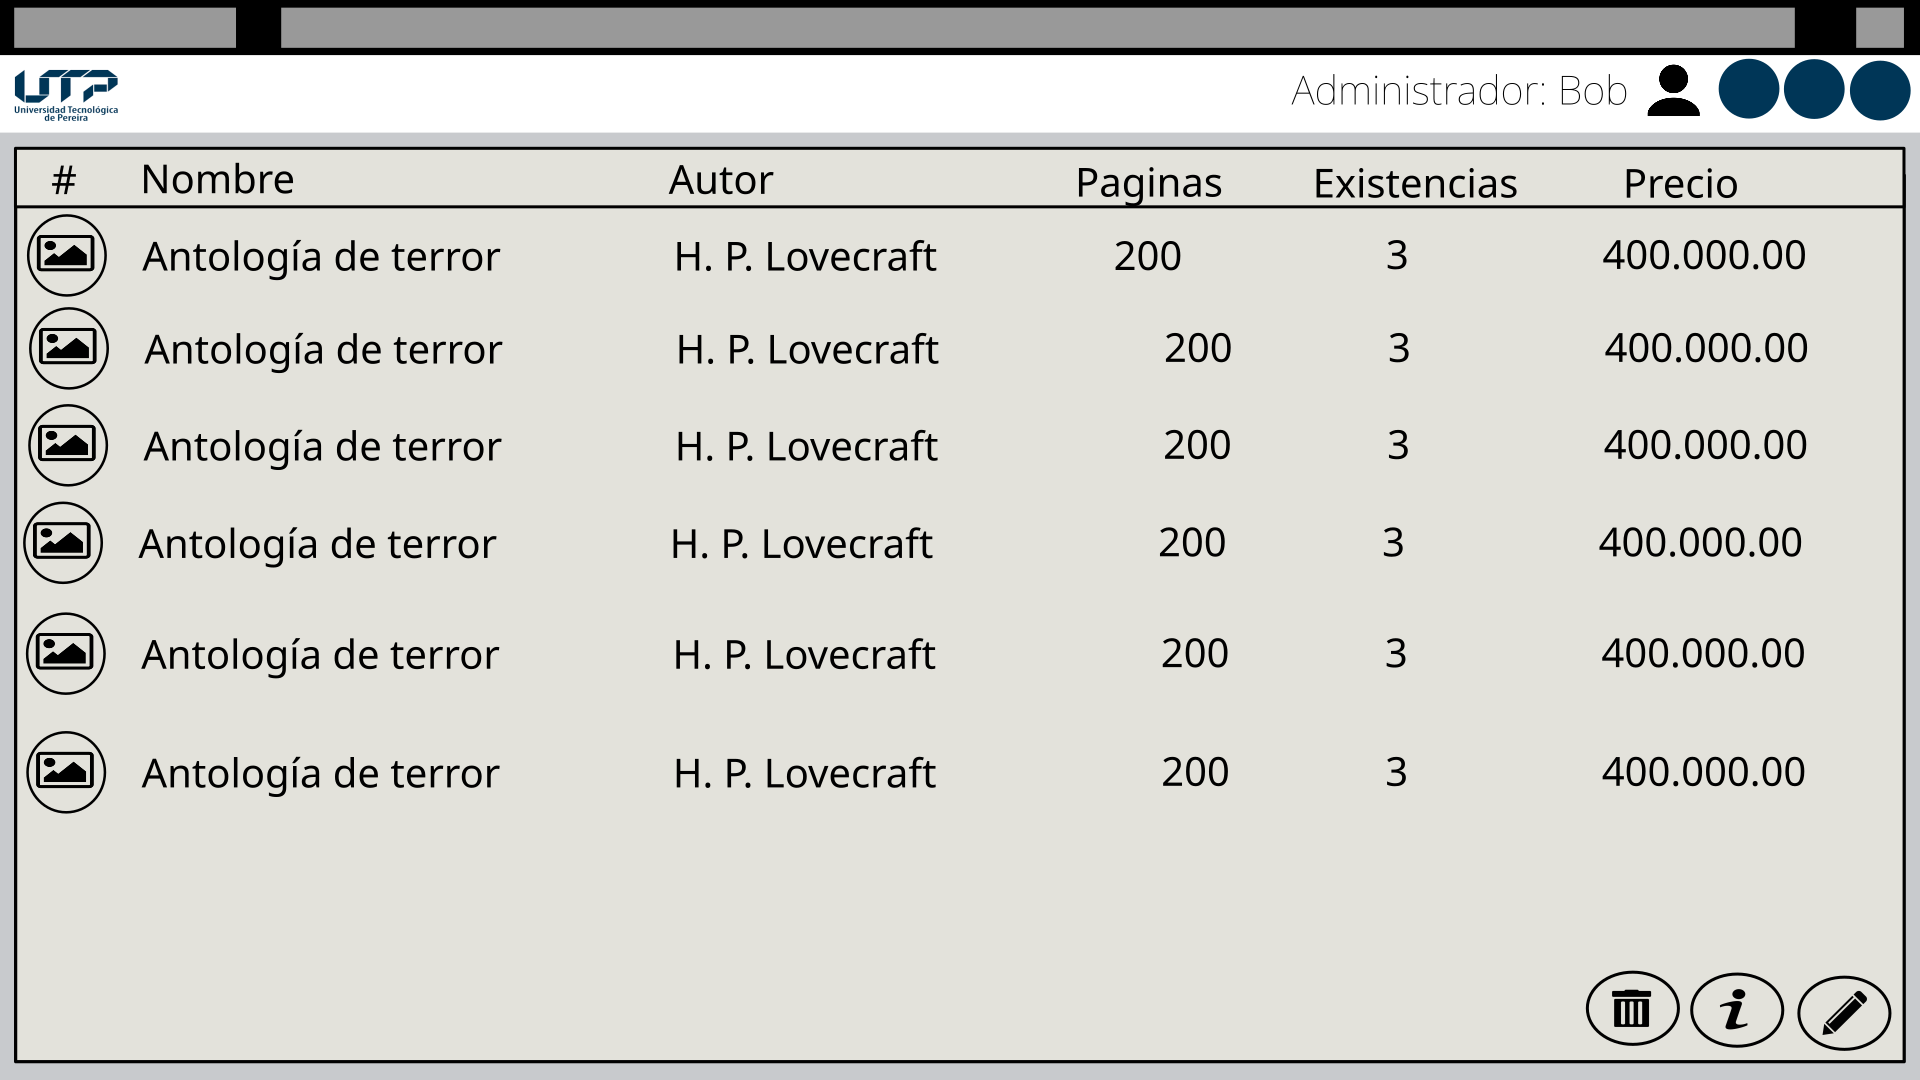 UTP
Universidad Tecnológica
de Pereira
Administrador: Bob
# Nombre Autor Paginas Existencias Precio
Antología de terror H. P. Lovecraft 200 3 400.000.00
Antología de terror H. P. Lovecraft 200 3 400.000.00
Antología de terror H. P. Lovecraft 200 3 400.000.00
Antología de terror H. P. Lovecraft 200 3 400.000.00
Antología de terror H. P. Lovecraft 200 3 400.000.00
Antología de terror H. P. Lovecraft 200 3 400.000.00
i